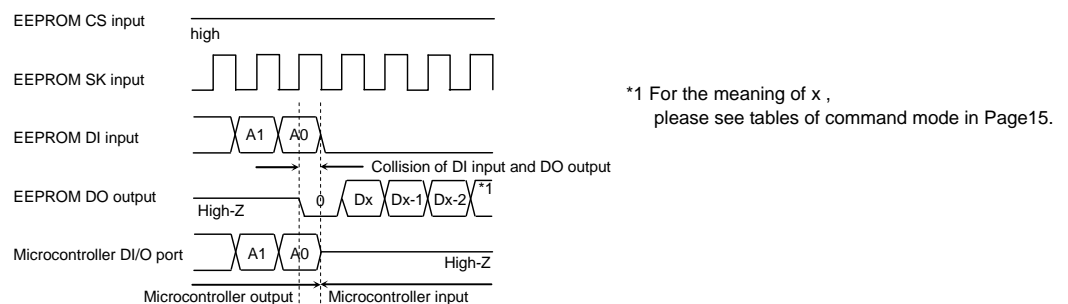 EEPROM CS input
high
EEPROM SK input
*1 For the meaning of x ,
please see tables of command mode in Page15.
EEPROM DI input
A1 A0
Collision of DI input and DO output
EEPROM DO output
High-Z
0 Dx Dx-1 Dx-2 *1
Microcontroller DI/O port
A1 A0
High-Z
Microcontroller output Microcontroller input